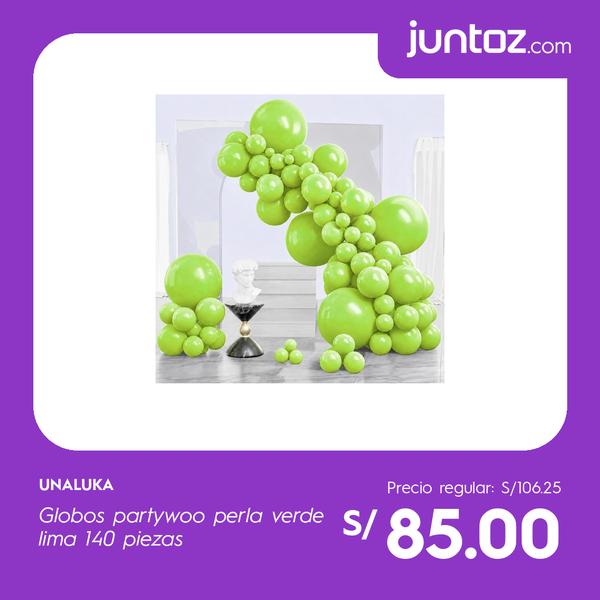 juntoz.com
UNALUKA
Globos partywoo perla verde
lima 140 piezas
Precio regular: S/106.25
S/ 85.00